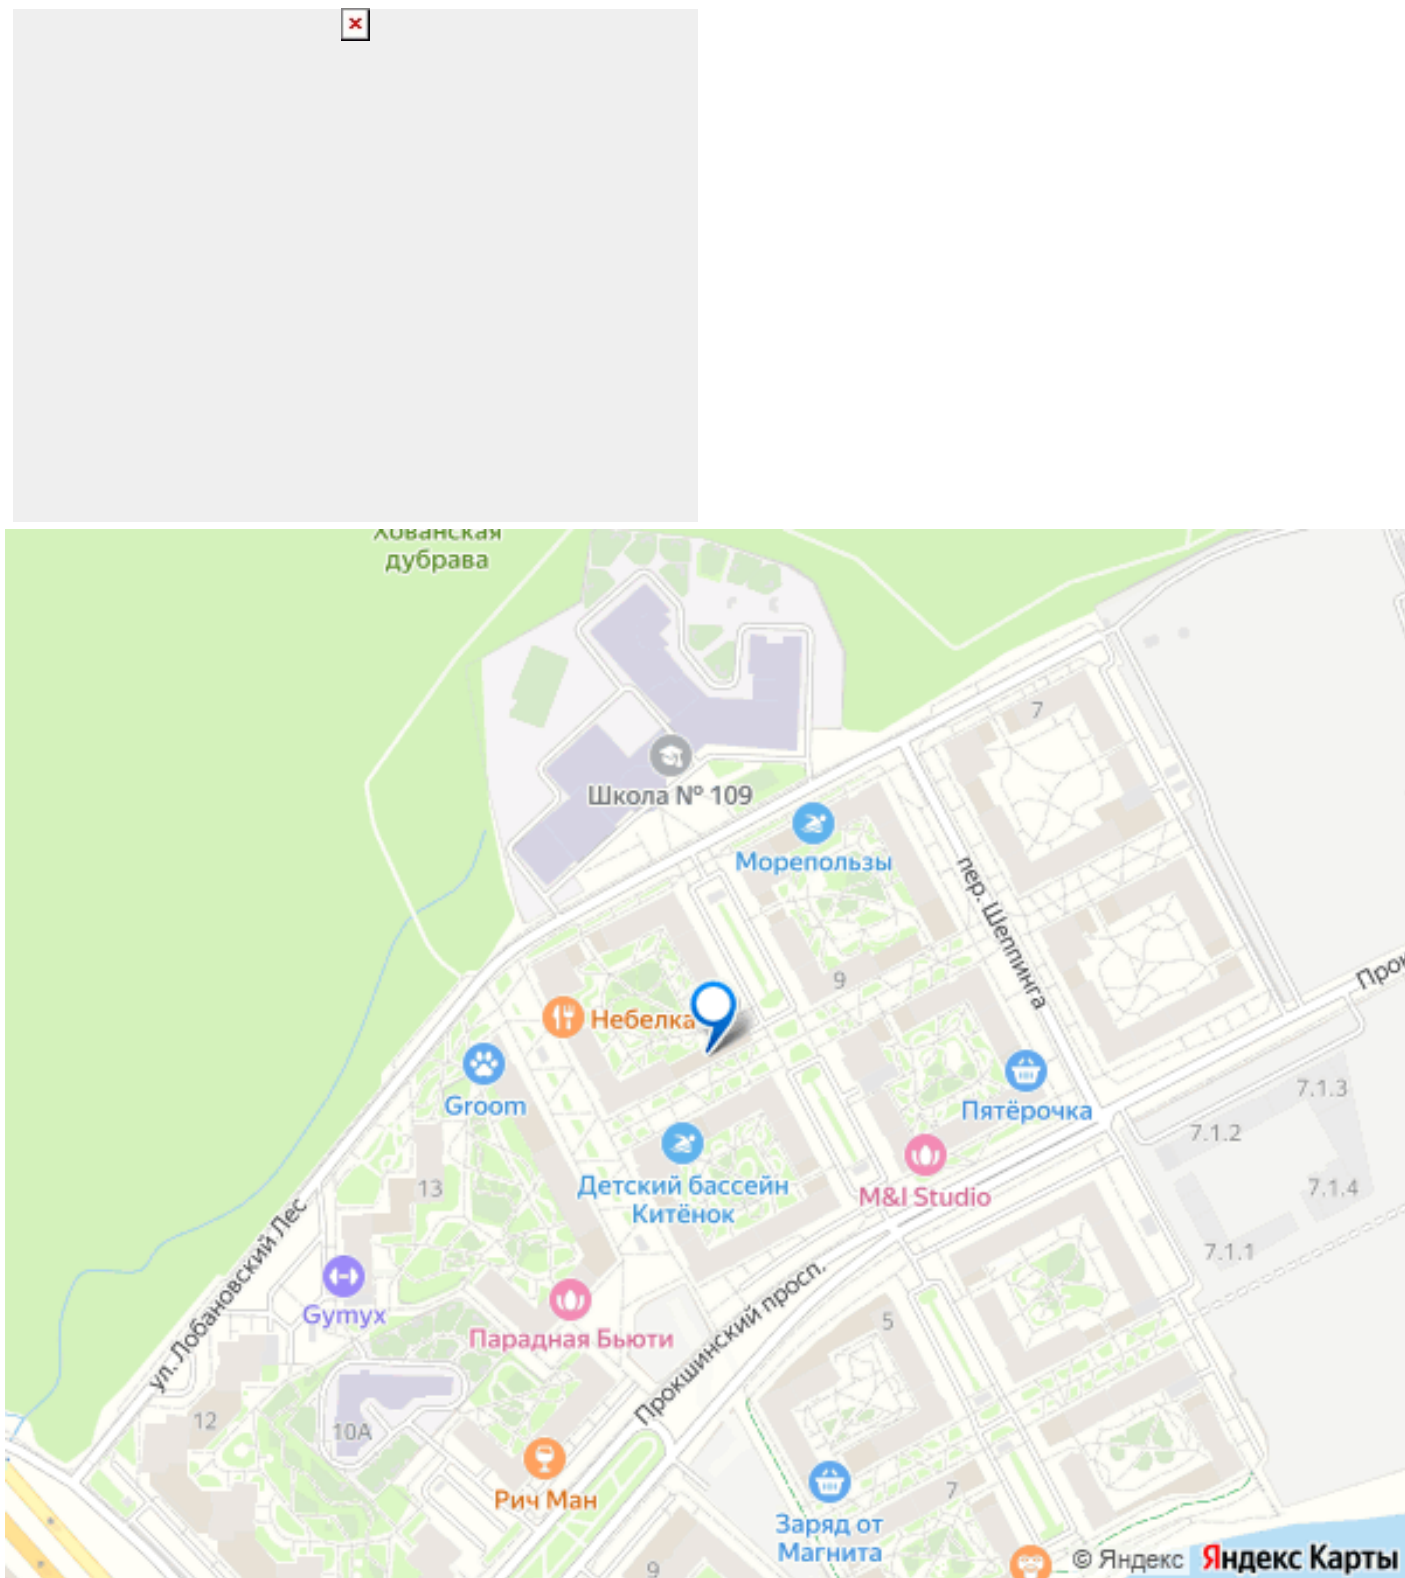 Хованская
дубрава
7
Школа № 109
Морепользы
пер. Шеппинга
Прок
9
Небелка
Groom
Пятёрочка
7.1.3
7.1.2
Детский бассейн
Китёнок
M&I Studio
7.1.4
13
ул. Лобановский Лес
7.1.1
Gymyx
Прокшинский просп.
Парадная Бьюти
5
12
10А
Рич Ман
7
Заряд от
Магнита
9
© Яндекс Яндекс Карты